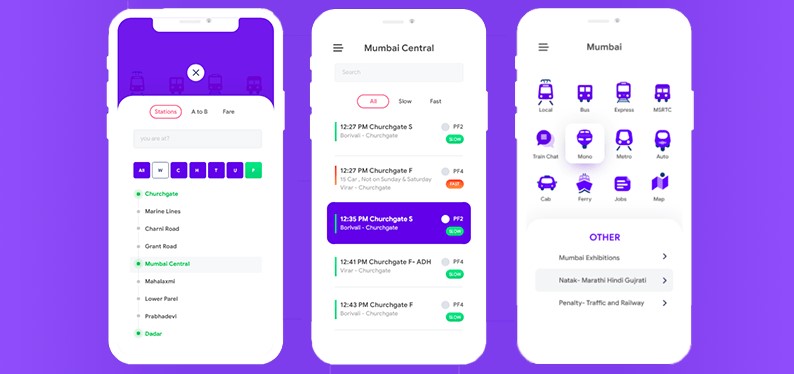 Stations
A to B
Fare
you are at?
All
W
C
H
T
U
P
Churchgate
Marine Lines
Charni Road
Grant Road
Mumbai Central
Mahalaxmi
Lower Parel
Prabhadevi
Dadar
Mumbai Central
Search
All
Slow
Fast
12:27 PM Churchgate S
PF2
Borivali - Churchgate
SLOW
12:27 PM Churchgate F
PF4
15 Car , Not on Sunday & Saturday
Virar - Churchgate
FAST
12:35 PM Churchgate S
PF2
Borivali - Churchgate
SLOW
12:41 PM Churchgate F- ADH
PF4
Virar - Churchgate
SLOW
12:43 PM Churchgate F
PF4
Borivali - Churchgate
SLOW
Mumbai
Local
Bus
Express
MSRTC
Train Chat
Mono
Metro
Auto
Cab
Ferry
Jobs
Map
OTHER
Mumbai Exhibitions
Natak- Marathi Hindi Gujrati
Penalty- Traffic and Railway